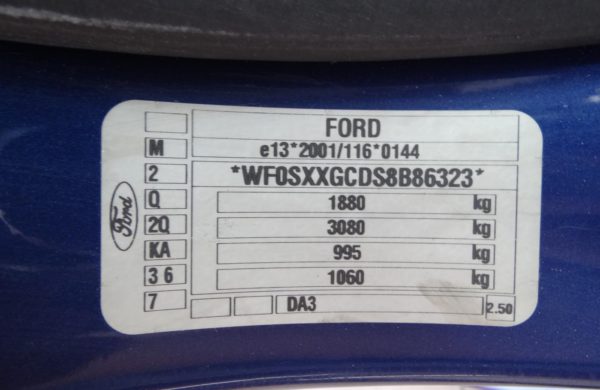 FORD
M e13*2001/116*0144
2 *WF0SXXGCDS8B86323*
Q 1880 kg
2Q 3080 kg
KA 995 kg
3 6 1060 kg
7 DA3 2.50
Ford